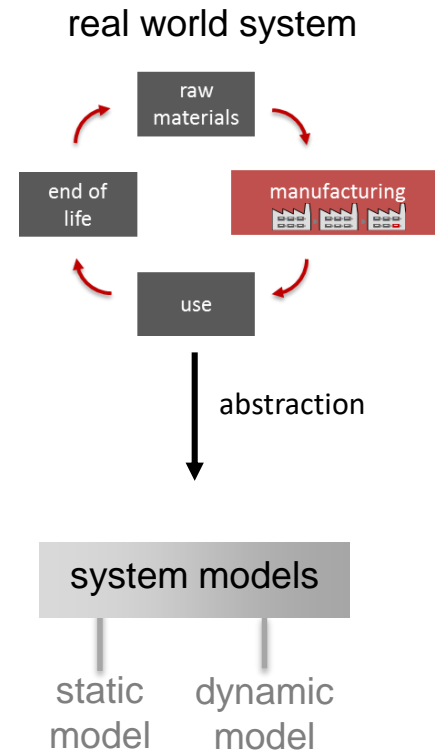 real world system
raw
materials
end of
life
manufacturing
use
abstraction
system models
static
model
dynamic
model